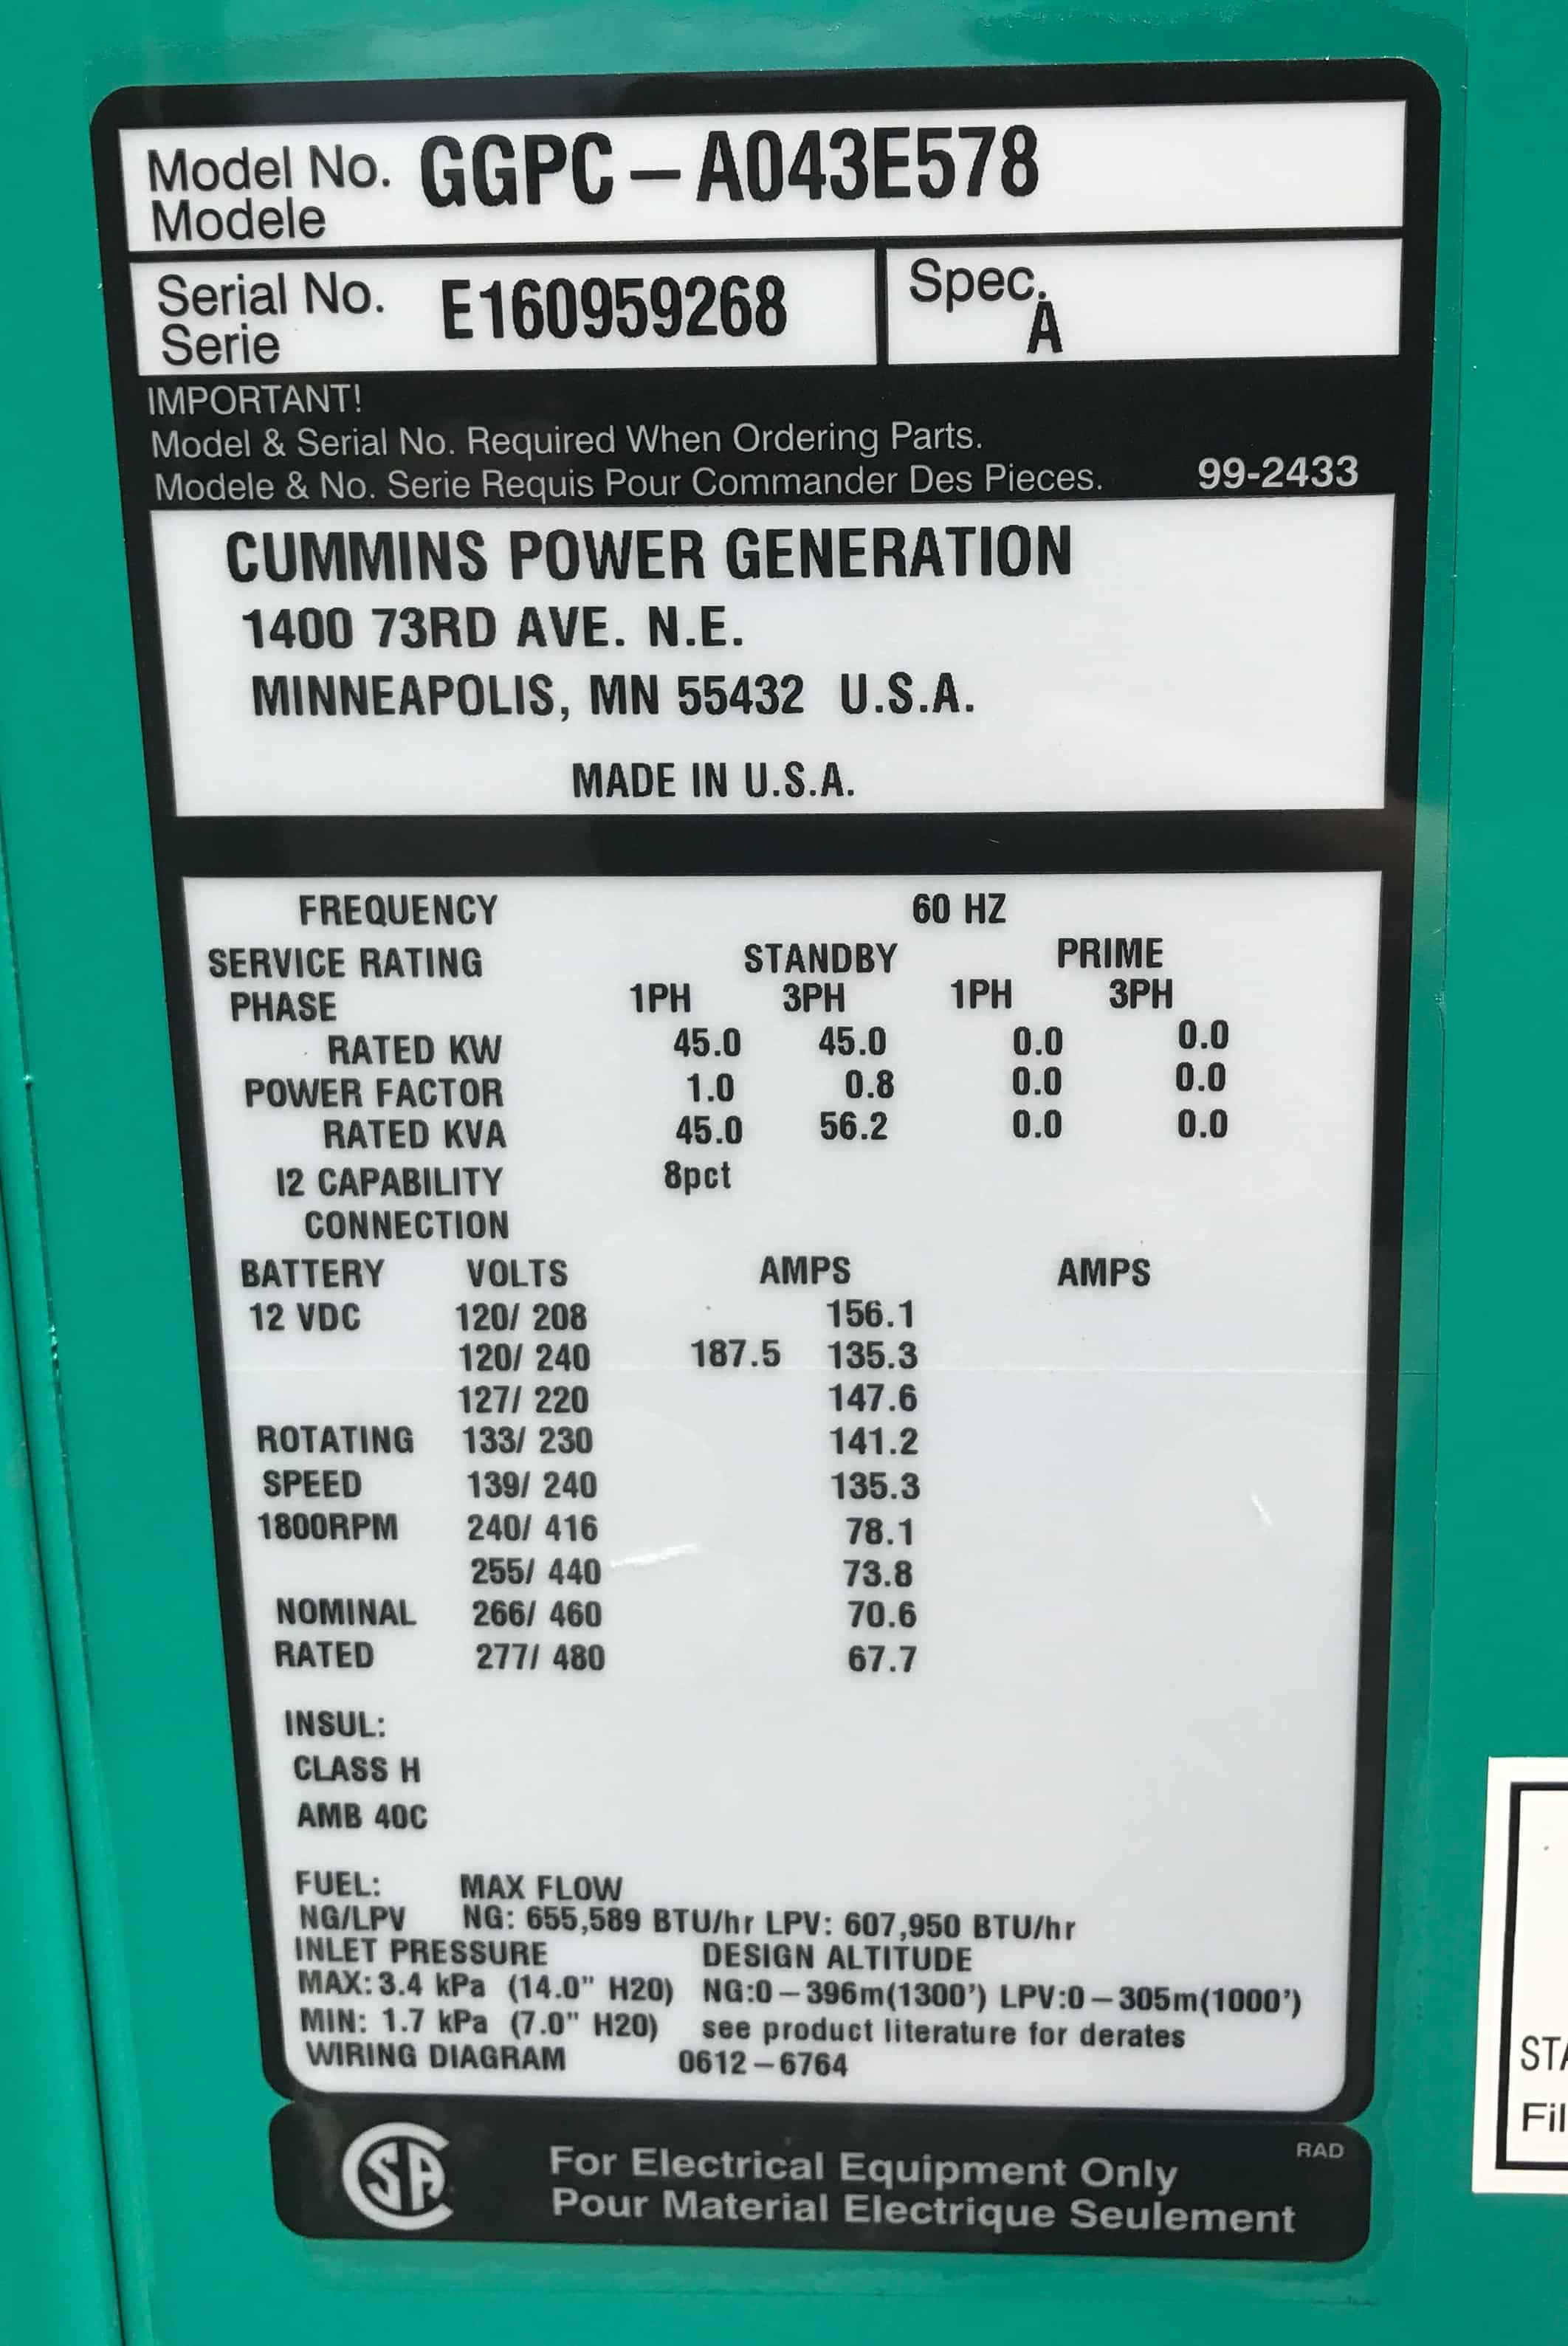 Model No. GGPC – A043E578
Modele
Serial No. E160959268
Serie
Spec.
A
IMPORTANT!
Model & Serial No. Required When Ordering Parts.
Modele & No. Serie Requis Pour Commander Des Pieces. 99-2433
CUMMINS POWER GENERATION
1400 73RD AVE. N.E.
MINNEAPOLIS, MN 55432 U.S.A.
MADE IN U.S.A.
FREQUENCY 60 HZ
SERVICE RATING STANDBY PRIME
PHASE 1PH 3PH 1PH 3PH
RATED KW 45.0 45.0 0.0 0.0
POWER FACTOR 1.0 0.8 0.0 0.0
RATED KVA 45.0 56.2 0.0 0.0
I2 CAPABILITY 8pct
CONNECTION
BATTERY VOLTS AMPS AMPS
12 VDC 120/ 208 156.1
120/ 240 187.5 135.3
127/ 220 147.6
ROTATING 133/ 230 141.2
SPEED 139/ 240 135.3
1800RPM 240/ 416 78.1
255/ 440 73.8
NOMINAL 266/ 460 70.6
RATED 277/ 480 67.7
INSUL:
CLASS H
AMB 40C
FUEL: MAX FLOW
NG/LPV NG: 655,589 BTU/hr LPV: 607,950 BTU/hr
INLET PRESSURE DESIGN ALTITUDE
MAX: 3.4 kPa (14.0" H20) NG:0–396m(1300') LPV:0–305m(1000')
MIN: 1.7 kPa (7.0" H20) see product literature for derates
WIRING DIAGRAM 0612–6764
SA
For Electrical Equipment Only RAD
Pour Material Electrique Seulement
STA
Fil